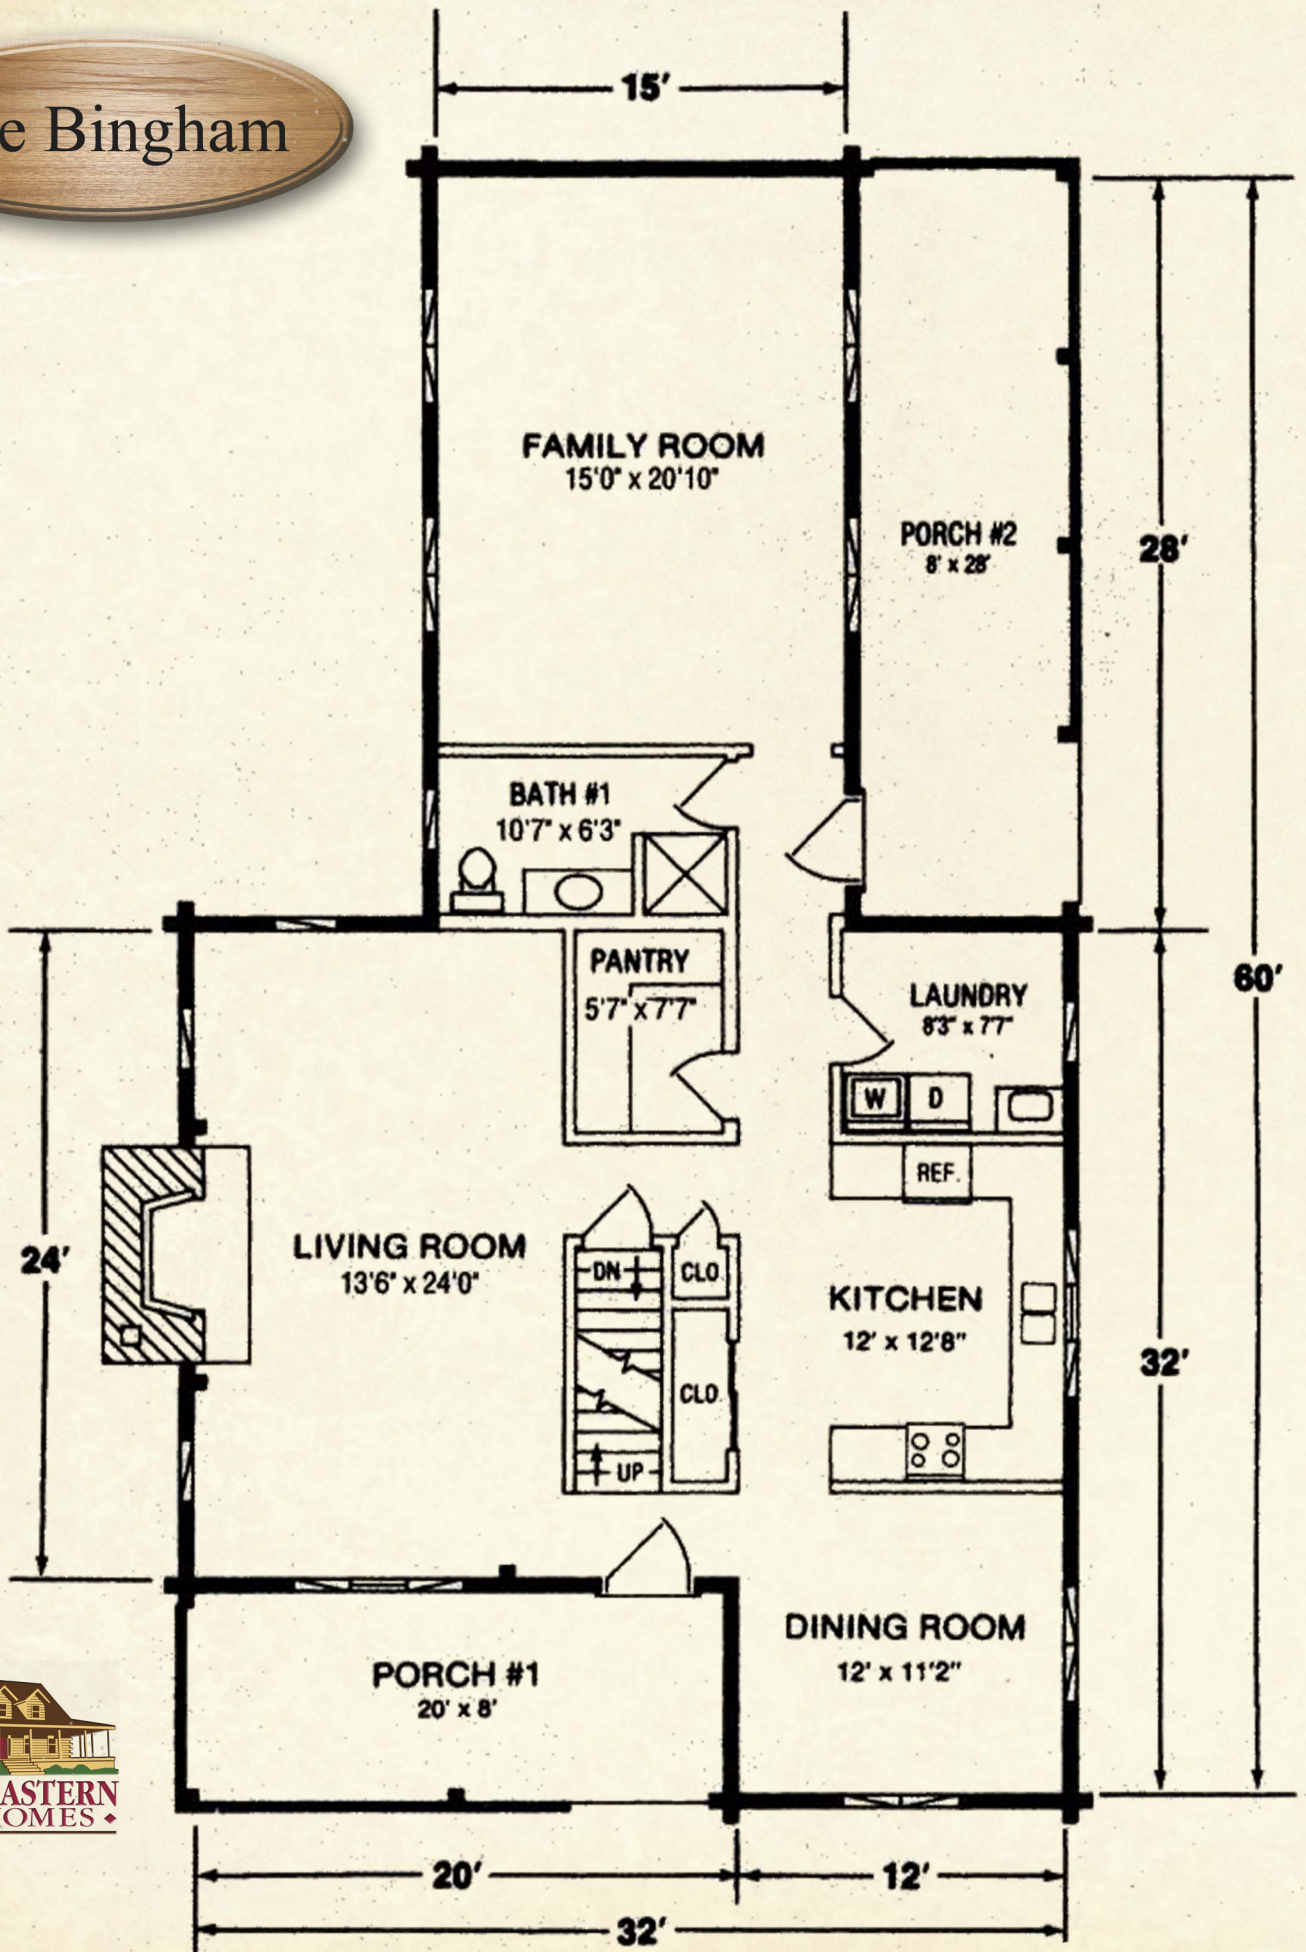 15'
e Bingham
FAMILY ROOM
15'0" x 20'10"
PORCH #2
8' x 28'
28'
BATH #1
10'7" x 6'3"
PANTRY
5'7" x 7'7"
LAUNDRY
8'3" x 7'7"
60'
W
D
REF.
24'
LIVING ROOM
13'6" x 24'0"
DN
CLO
KITCHEN
12' x 12'8"
32'
CLO
UP
DINING ROOM
12' x 11'2"
PORCH #1
20' x 8'
ASTERN
OMES
20'
12'
32'